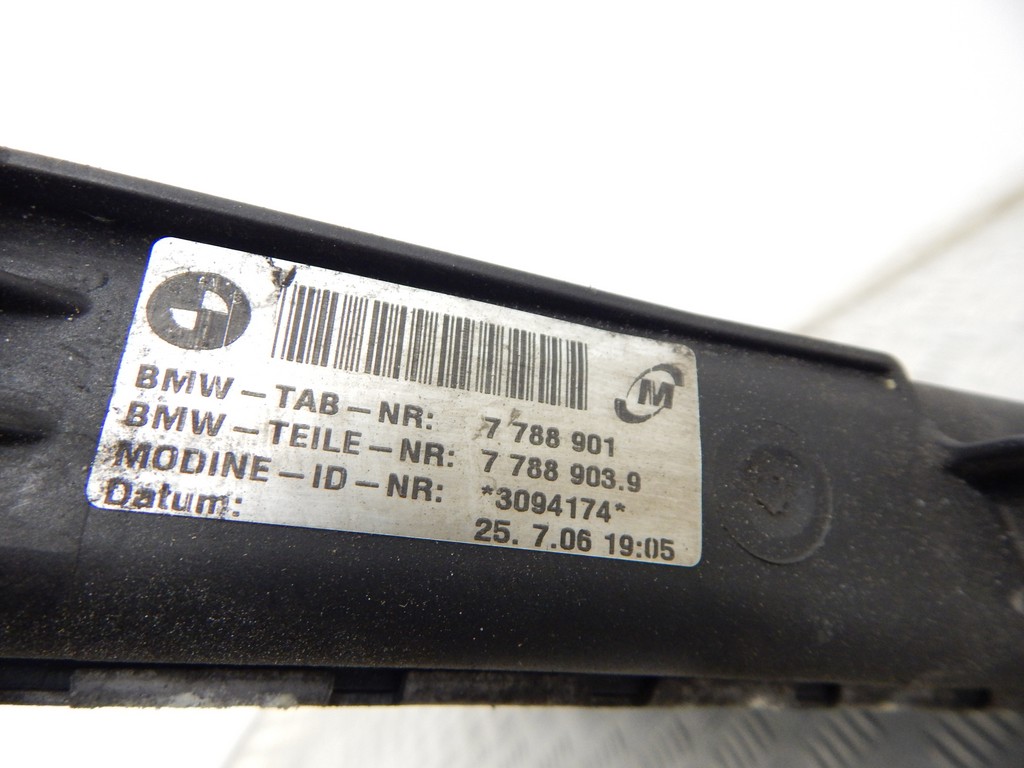 M
BMW-TAB-NR: 7 788 901
BMW-TEILE-NR: 7 788 903.9
MODINE-ID-NR: *3094174*
Datum: 25. 7.06 19:05